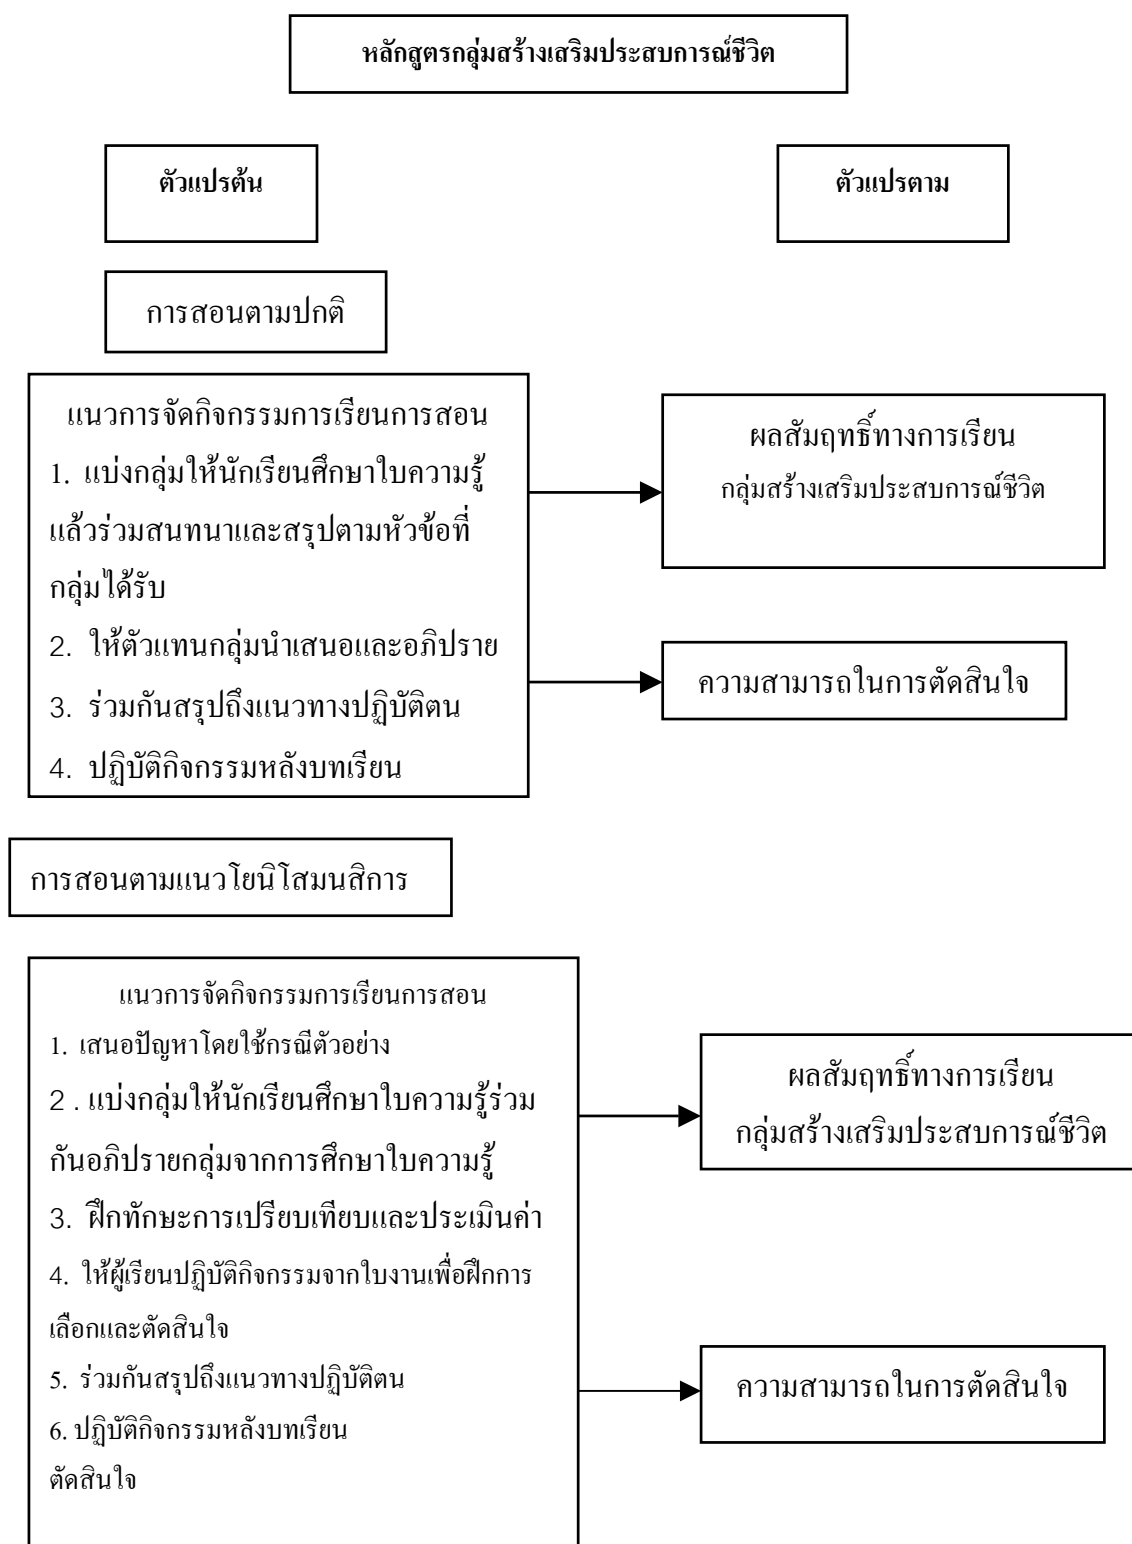 หลักสูตรกลุ่มสร้างเสริมประสบการณ์ชีวิต
ตัวแปรต้น
ตัวแปรตาม
การสอนตามปกติ
แนวการจัดกิจกรรมการเรียนการสอน
1. แบ่งกลุ่มให้นักเรียนศึกษาใบความรู้
แล้วร่วมสนทนาและสรุปตามหัวข้อที่
กลุ่มได้รับ
2. ให้ตัวแทนกลุ่มนำเสนอและอภิปราย
3. ร่วมกันสรุปถึงแนวทางปฏิบัติตน
4. ปฏิบัติกิจกรรมหลังบทเรียน
ผลสัมฤทธิ์ทางการเรียน
กลุ่มสร้างเสริมประสบการณ์ชีวิต
ความสามารถในการตัดสินใจ
การสอนตามแนวโยนิโสมนสิการ
แนวการจัดกิจกรรมการเรียนการสอน
1. เสนอปัญหาโดยใช้กรณีตัวอย่าง
2 . แบ่งกลุ่มให้นักเรียนศึกษาใบความรู้ร่วม
กันอภิปรายกลุ่มจากการศึกษาใบความรู้
3. ฝึกทักษะการเปรียบเทียบและประเมินค่า
4. ให้ผู้เรียนปฏิบัติกิจกรรมจากใบงานเพื่อฝึกการ
เลือกและตัดสินใจ
5. ร่วมกันสรุปถึงแนวทางปฏิบัติตน
6. ปฏิบัติกิจกรรมหลังบทเรียน
ตัดสินใจ
ผลสัมฤทธิ์ทางการเรียน
กลุ่มสร้างเสริมประสบการณ์ชีวิต
ความสามารถในการตัดสินใจ